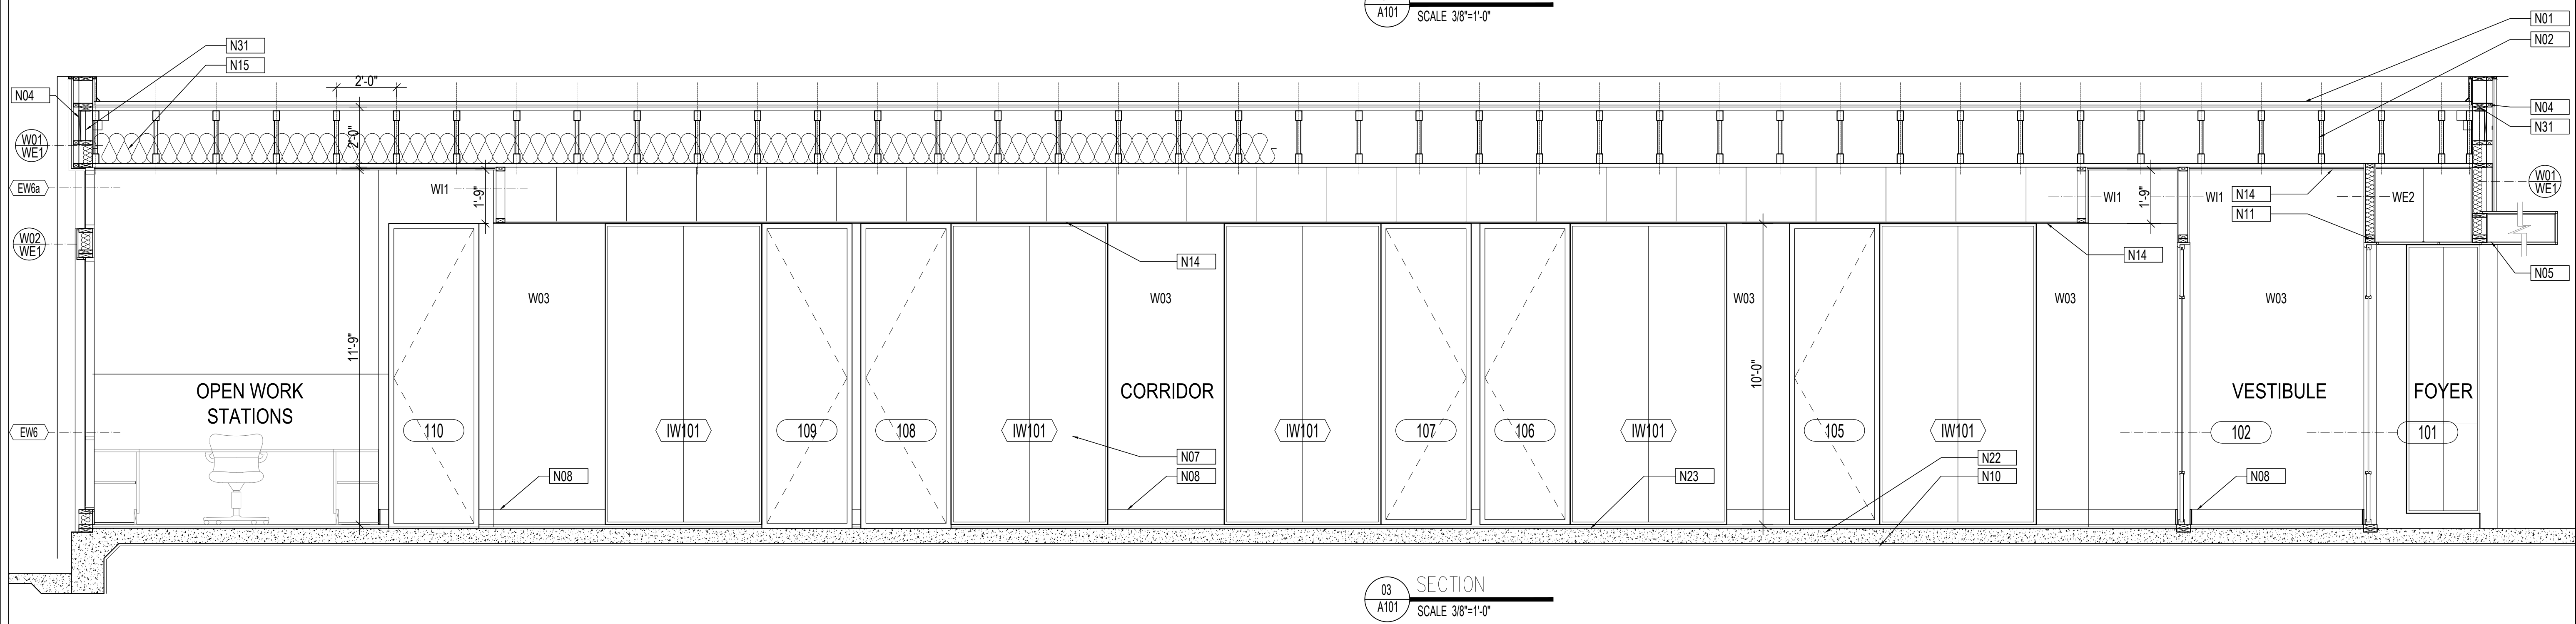 A101
SCALE 3/8"=1'-0"
N01
N31
N02
N15
2'-0"
N04
N04
2'-0"
N31
W01
WE1
EW6a
WI1
1'-9"
WI1
1'-9"
WI1
N14
WE2
W01
WE1
N11
W02
WE1
N14
N14
N05
W03
W03
W03
W03
W03
11'-9"
10'-0"
OPEN WORK
STATIONS
CORRIDOR
VESTIBULE
FOYER
EW6
110
IW101
109
108
IW101
IW101
107
106
IW101
105
IW101
102
101
N07
N22
N08
N08
N23
N10
N08
03
A101
SECTION
SCALE 3/8"=1'-0"